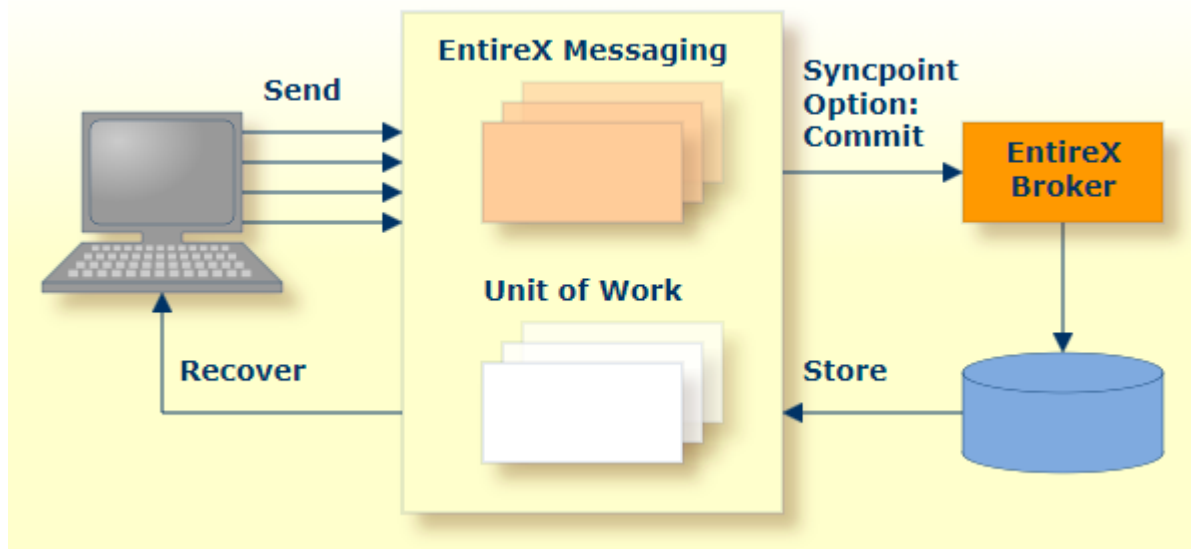 EntireX Messaging
Send
Syncpoint
Option:
Commit
EntireX
Broker
Unit of Work
Recover
Store